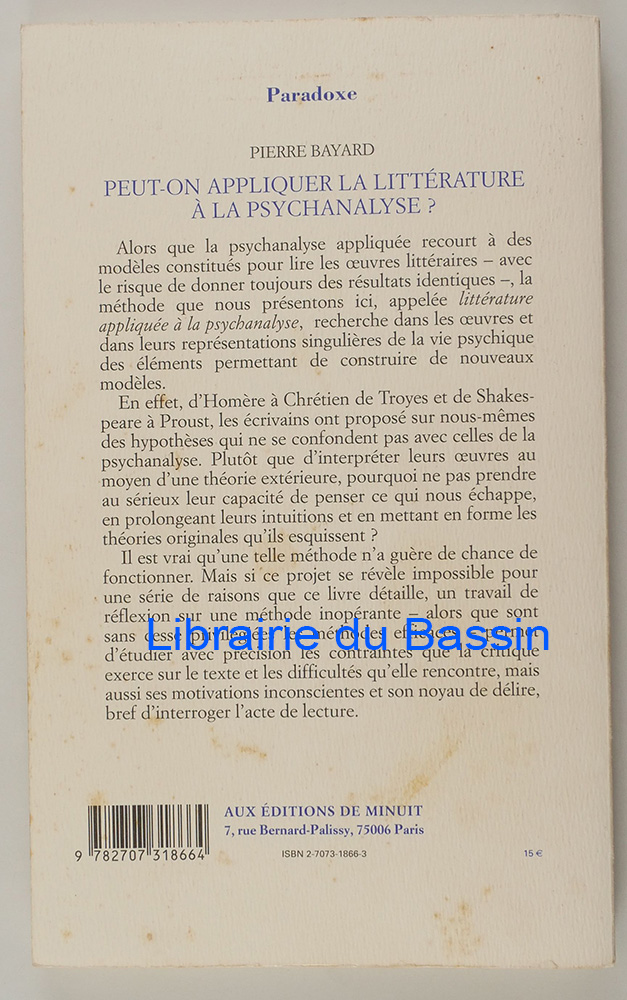 Paradoxe
PIERRE BAYARD
PEUT-ON APPLIQUER LA LITTÉRATURE
À LA PSYCHANALYSE ?
Alors que la psychanalyse appliquée recourt à des
modèles constitués pour lire les œuvres littéraires – avec
le risque de donner toujours des résultats identiques –, la
méthode que nous présentons ici, appelée littérature
appliquée à la psychanalyse, recherche dans les œuvres et
dans leurs représentations singulières de la vie psychique
des éléments permettant de construire de nouveaux
modèles.
En effet, d'Homère à Chrétien de Troyes et de Shakes-
peare à Proust, les écrivains ont proposé sur nous-mêmes
des hypothèses qui ne se confondent pas avec celles de la
psychanalyse. Plutôt que d'interpréter leurs œuvres au
moyen d'une théorie extérieure, pourquoi ne pas prendre
au sérieux leur capacité de penser ce qui nous échappe,
en prolongeant leurs intuitions et en mettant en forme les
théories originales qu'ils esquissent ?
Il est vrai qu'une telle méthode n'a guère de chance de
fonctionner. Mais si ce projet se révèle impossible pour
une série de raisons que ce livre détaille, un travail de
réflexion sur une méthode inopérante – alors que sont
sans cesse privilégiées les méthodes efficaces – permet
Librairie du Bassin
d'étudier avec précision les contraintes que la critique
exerce sur le texte et les difficultés qu'elle rencontre, mais
aussi ses motivations inconscientes et son noyau de délire,
bref d'interroger l'acte de lecture.
AUX ÉDITIONS DE MINUIT
7, rue Bernard-Palissy, 75006 Paris
9 782707 318664
ISBN 2-7073-1866-3
15 €